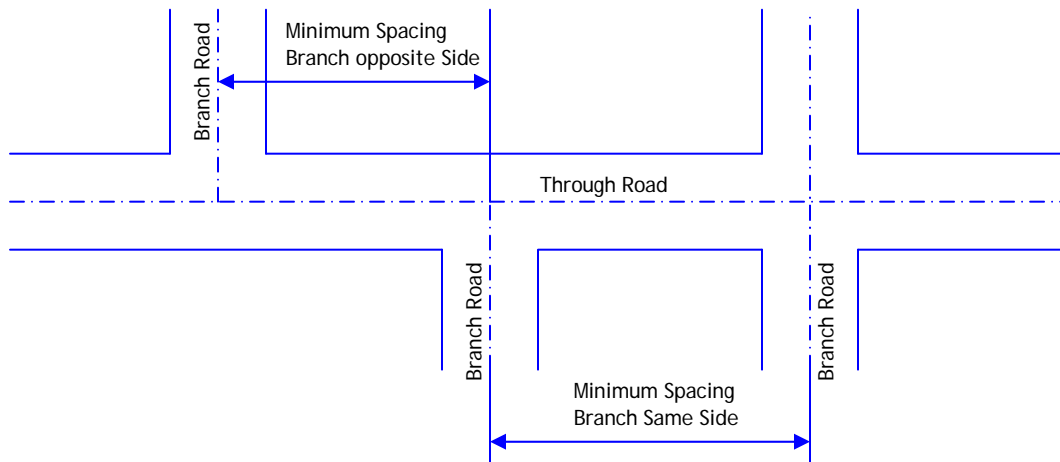 Minimum Spacing
Branch opposite Side
Branch Road
Through Road
Branch Road
Branch Road
Minimum Spacing
Branch Same Side